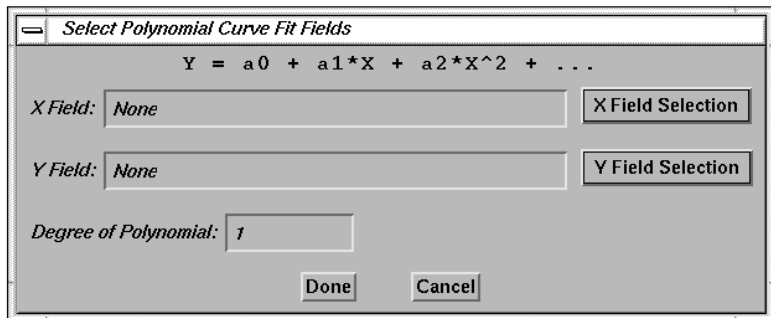 Select Polynomial Curve Fit Fields
Y = a0 + a1*X + a2*X^2 + ...
X Field: None X Field Selection
Y Field: None Y Field Selection
Degree of Polynomial: 1
Done Cancel